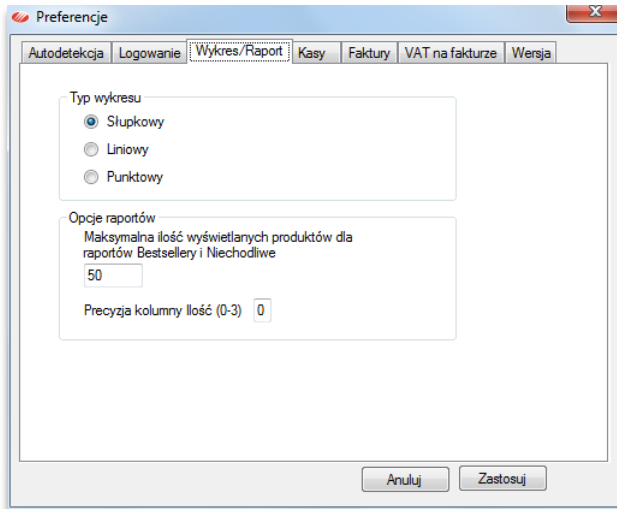 Preferencje
Autodetekcja Logowanie Wykres/Raport Kasy Faktury VAT na fakturze Wersja
Typ wykresu
Słupkowy
Liniowy
Punktowy
Opcje raportów
Maksymalna ilość wyświetlanych produktów dla
raportów Bestsellery i Niechodliwe
50
Precyzja kolumny Ilość (0-3) 0
Anuluj Zastosuj